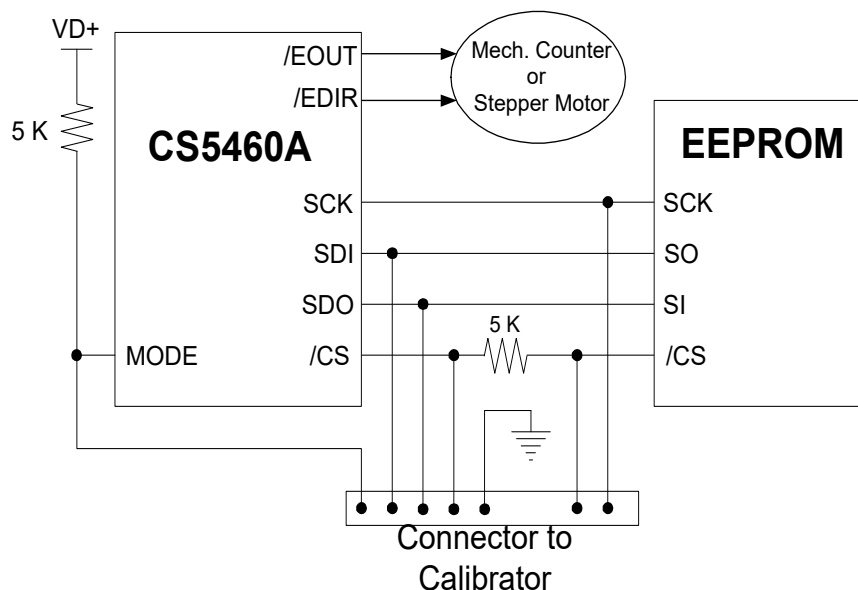 VD+
5 K
CS5460A
/EOUT
/EDIR
SCK
SDI
SDO
MODE
/CS
Mech. Counter
or
Stepper Motor
5 K
EEPROM
SCK
SO
SI
/CS
Connector to
Calibrator